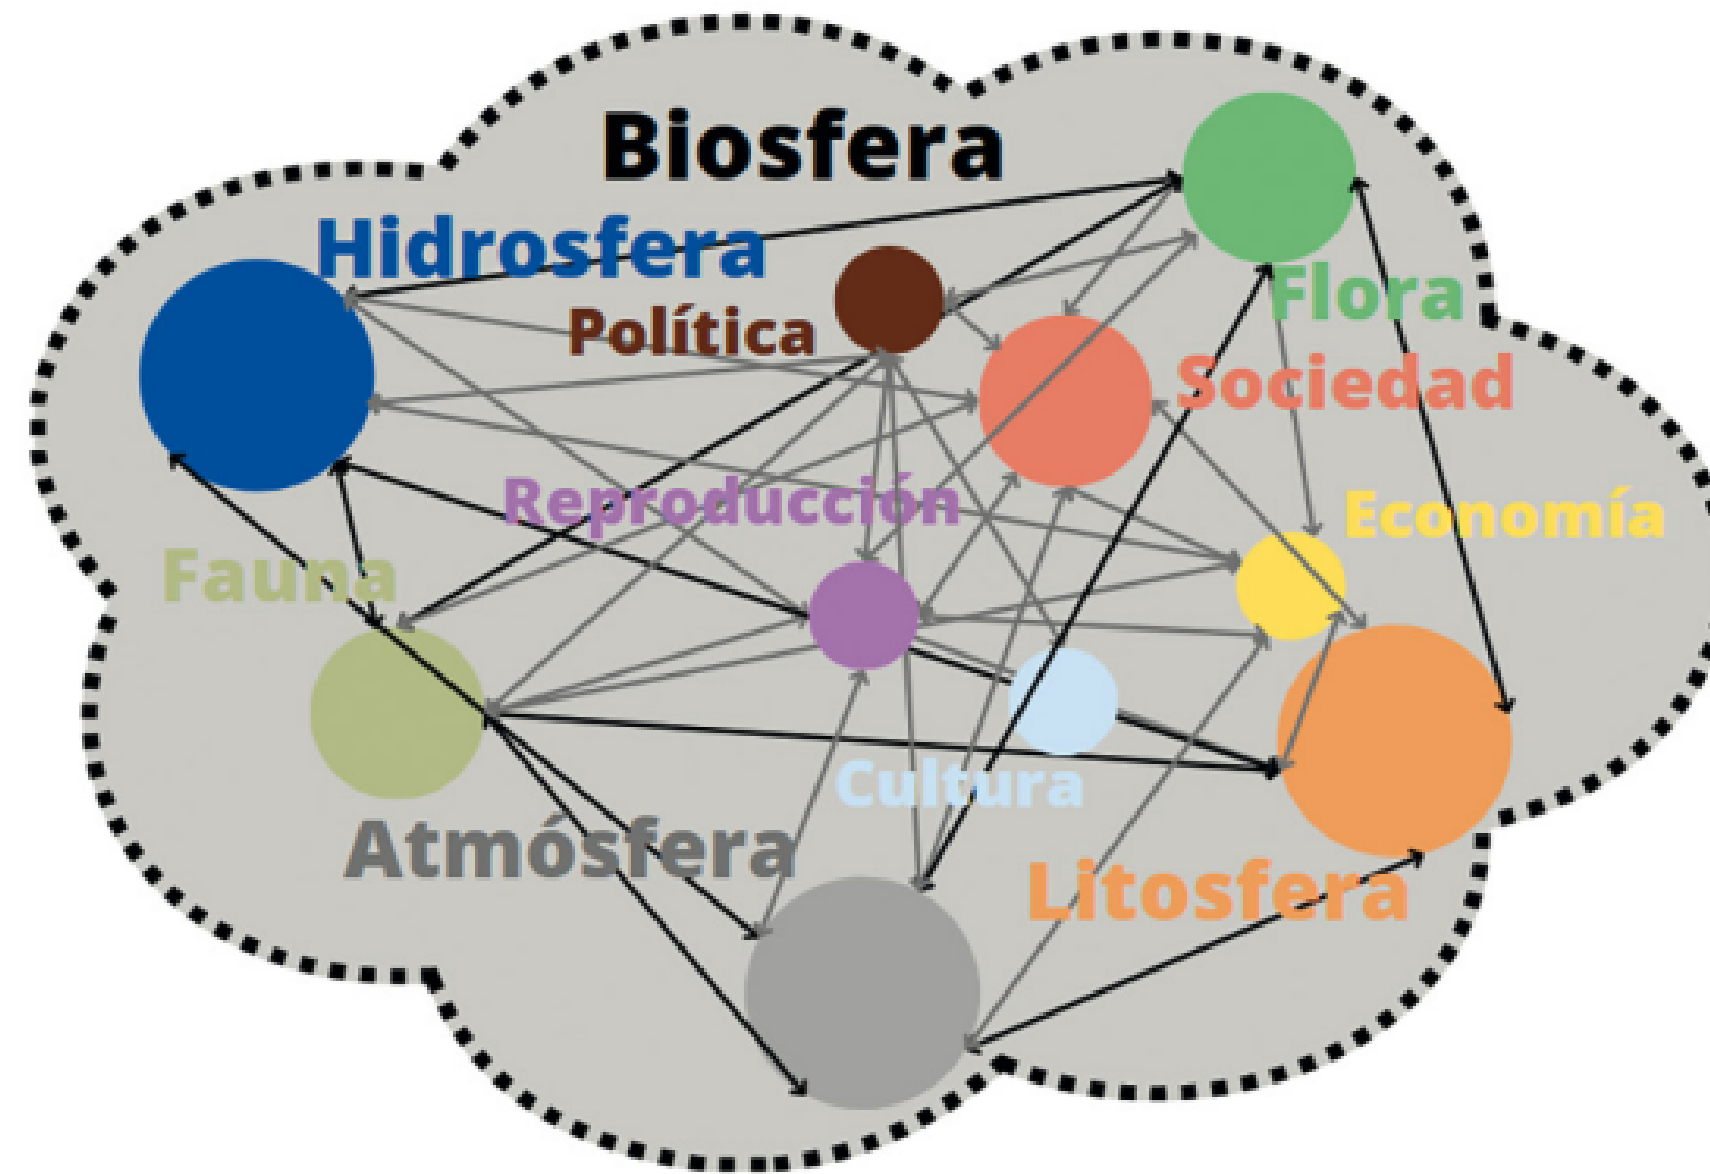 Biosfera
Hidrosfera
Flora
Política
Sociedad
Reproducción
Economía
Fauna
Cultura
Atmósfera
Litosfera